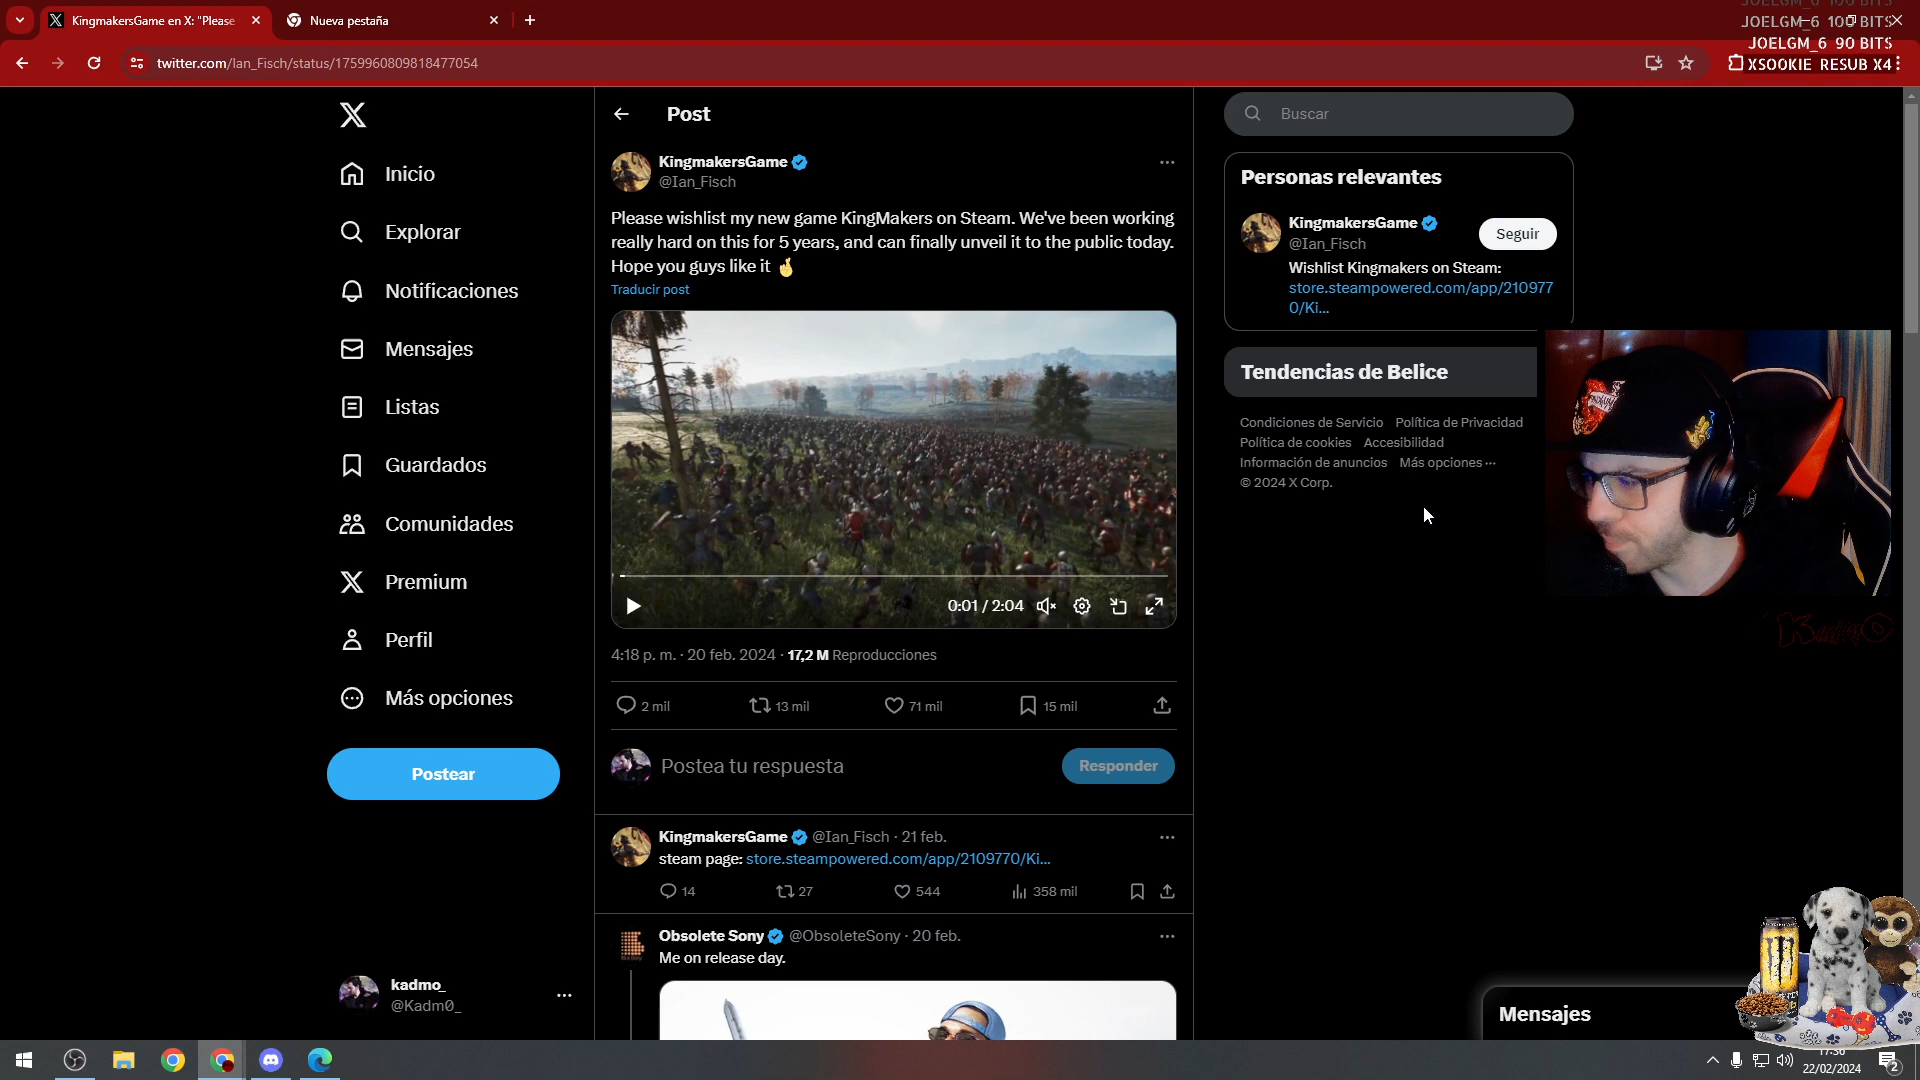 KingmakersGame en X: "Please
Nueva pestaña
JOELGM_6 100 BITS
JOELGM_6 90 BITS
XSOOKIE RESUB X4
twitter.com/Ian_Fisch/status/1759960809818477054
Post
Buscar
Inicio
Explorar
Notificaciones
Mensajes
Listas
Guardados
Comunidades
Premium
Perfil
Más opciones
Postear
kadmo_
@Kadm0_
KingmakersGame
@Ian_Fisch
Please wishlist my new game KingMakers on Steam. We've been working
really hard on this for 5 years, and can finally unveil it to the public today.
Hope you guys like it 🤞
Traducir post
0:01 / 2:04
4:18 p. m. · 20 feb. 2024 · 17,2 M Reproducciones
2 mil
13 mil
71 mil
15 mil
Postea tu respuesta
Responder
KingmakersGame @Ian_Fisch · 21 feb.
steam page: store.steampowered.com/app/2109770/Ki...
14
27
544
358 mil
Obsolete Sony @ObsoleteSony · 20 feb.
Me on release day.
Personas relevantes
KingmakersGame
@Ian_Fisch
Seguir
Wishlist Kingmakers on Steam:
store.steampowered.com/app/210977
0/Ki...
Tendencias de Belice
Condiciones de Servicio Política de Privacidad
Política de cookies Accesibilidad
Información de anuncios Más opciones ···
© 2024 X Corp.
Mensajes
22/02/2024
2